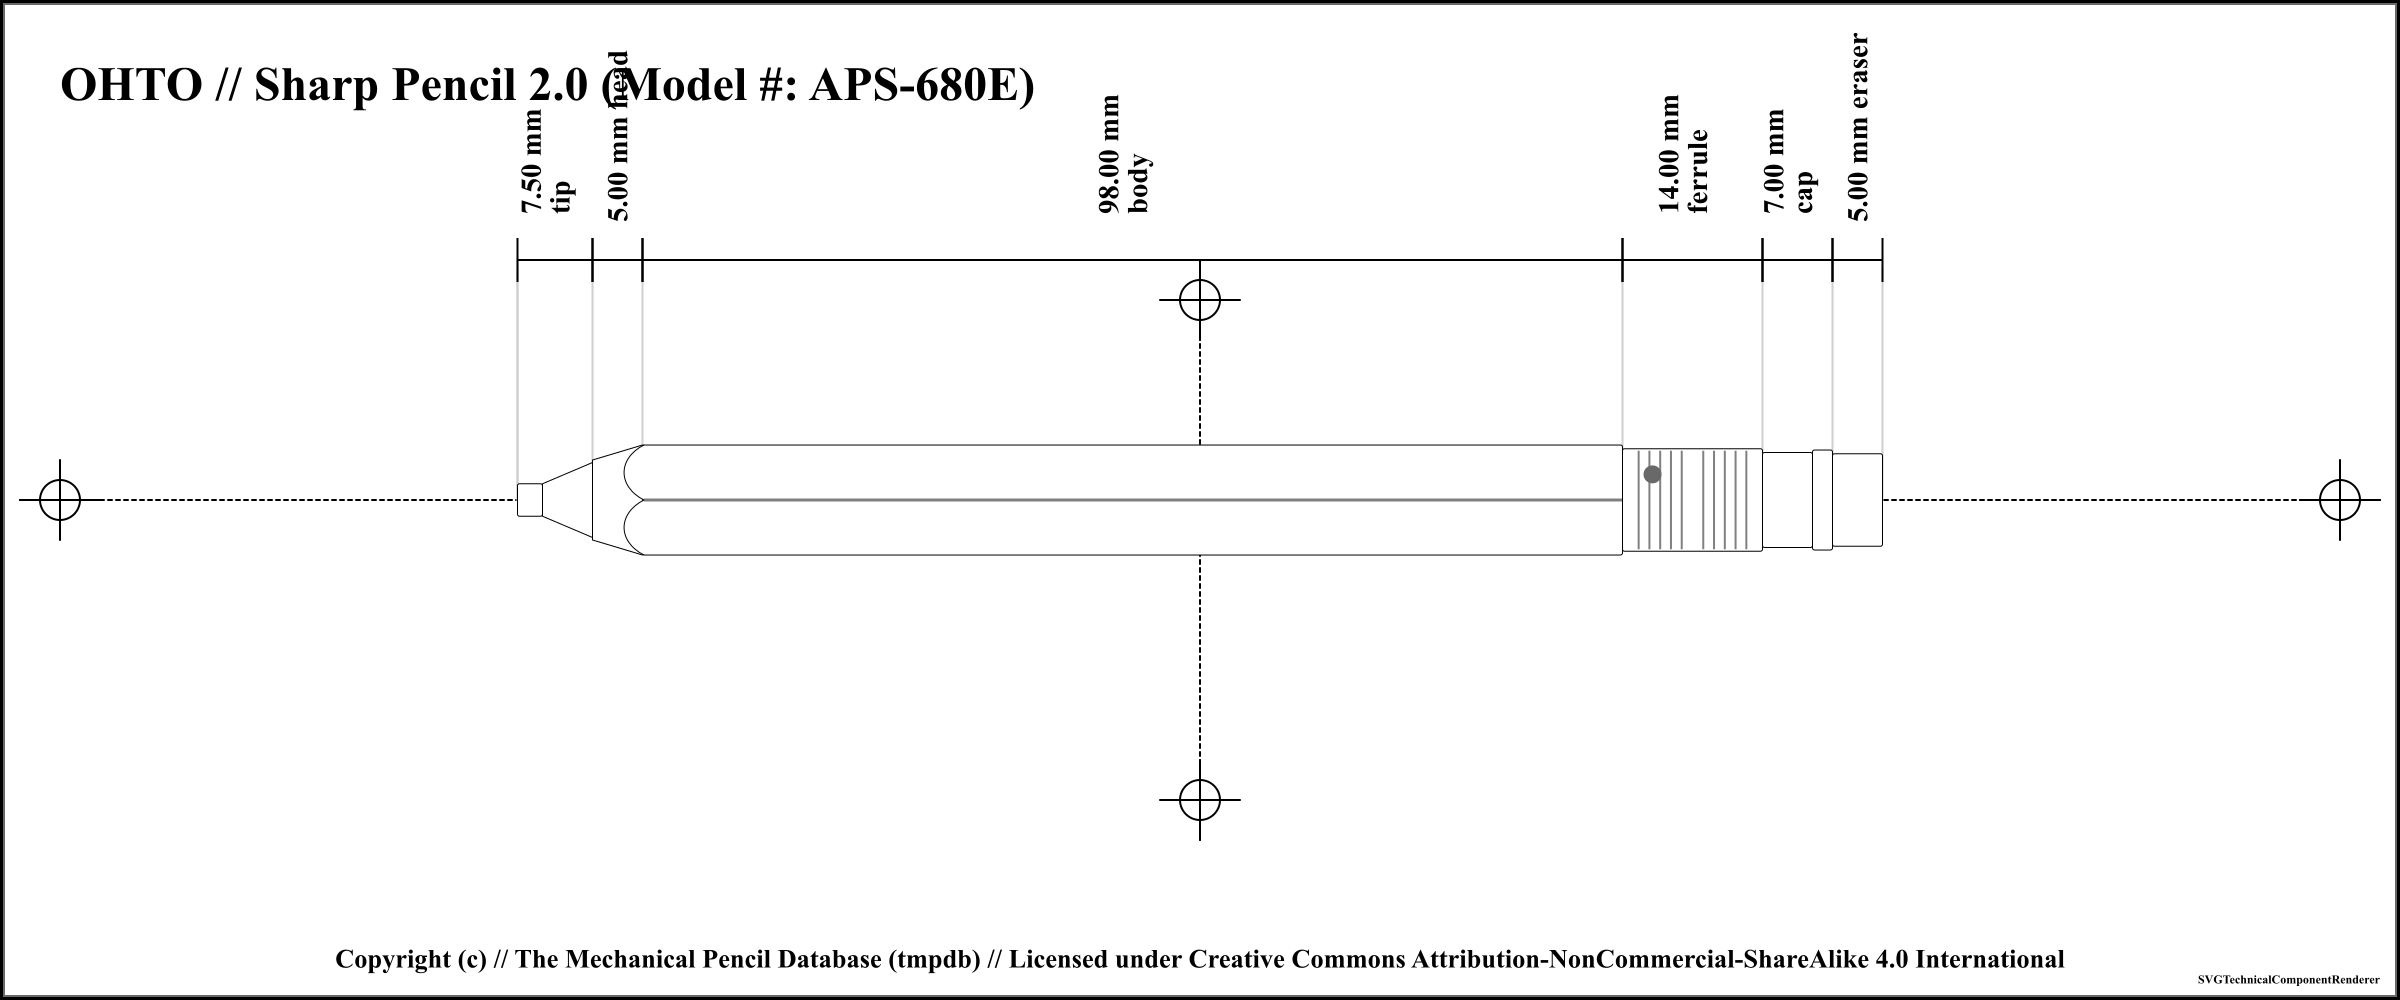 OHTO // Sharp Pencil 2.0 (Model #: APS-680E)
7.50 mm
tip
5.00 mm head
98.00 mm
body
14.00 mm
ferrule
7.00 mm
cap
5.00 mm eraser
Copyright (c) // The Mechanical Pencil Database (tmpdb) // Licensed under Creative Commons Attribution-NonCommercial-ShareAlike 4.0 International
SVGTechnicalComponentRenderer